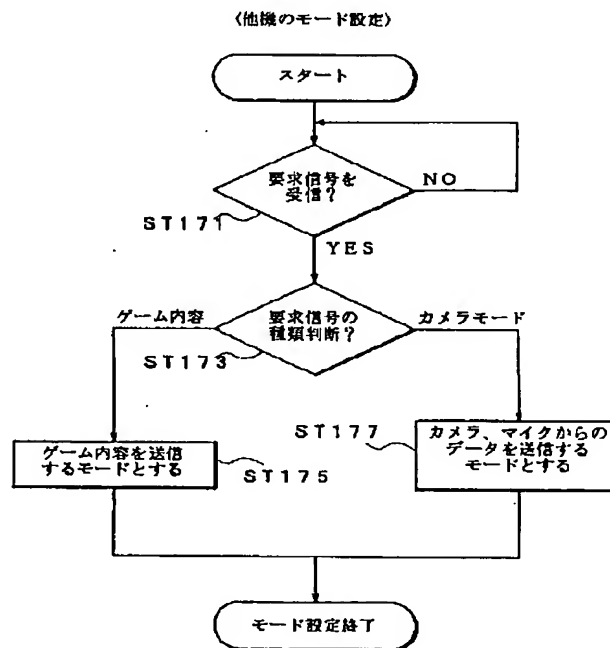 〈他機のモード設定〉
スタート
要求信号を
受信？
NO
ST171
YES
ゲーム内容
要求信号の
種類判断？
カメラモード
ST173
ST177
カメラ、マイクからの
データを送信する
モードとする
ゲーム内容を送信
するモードとする
ST175
モード設定終了